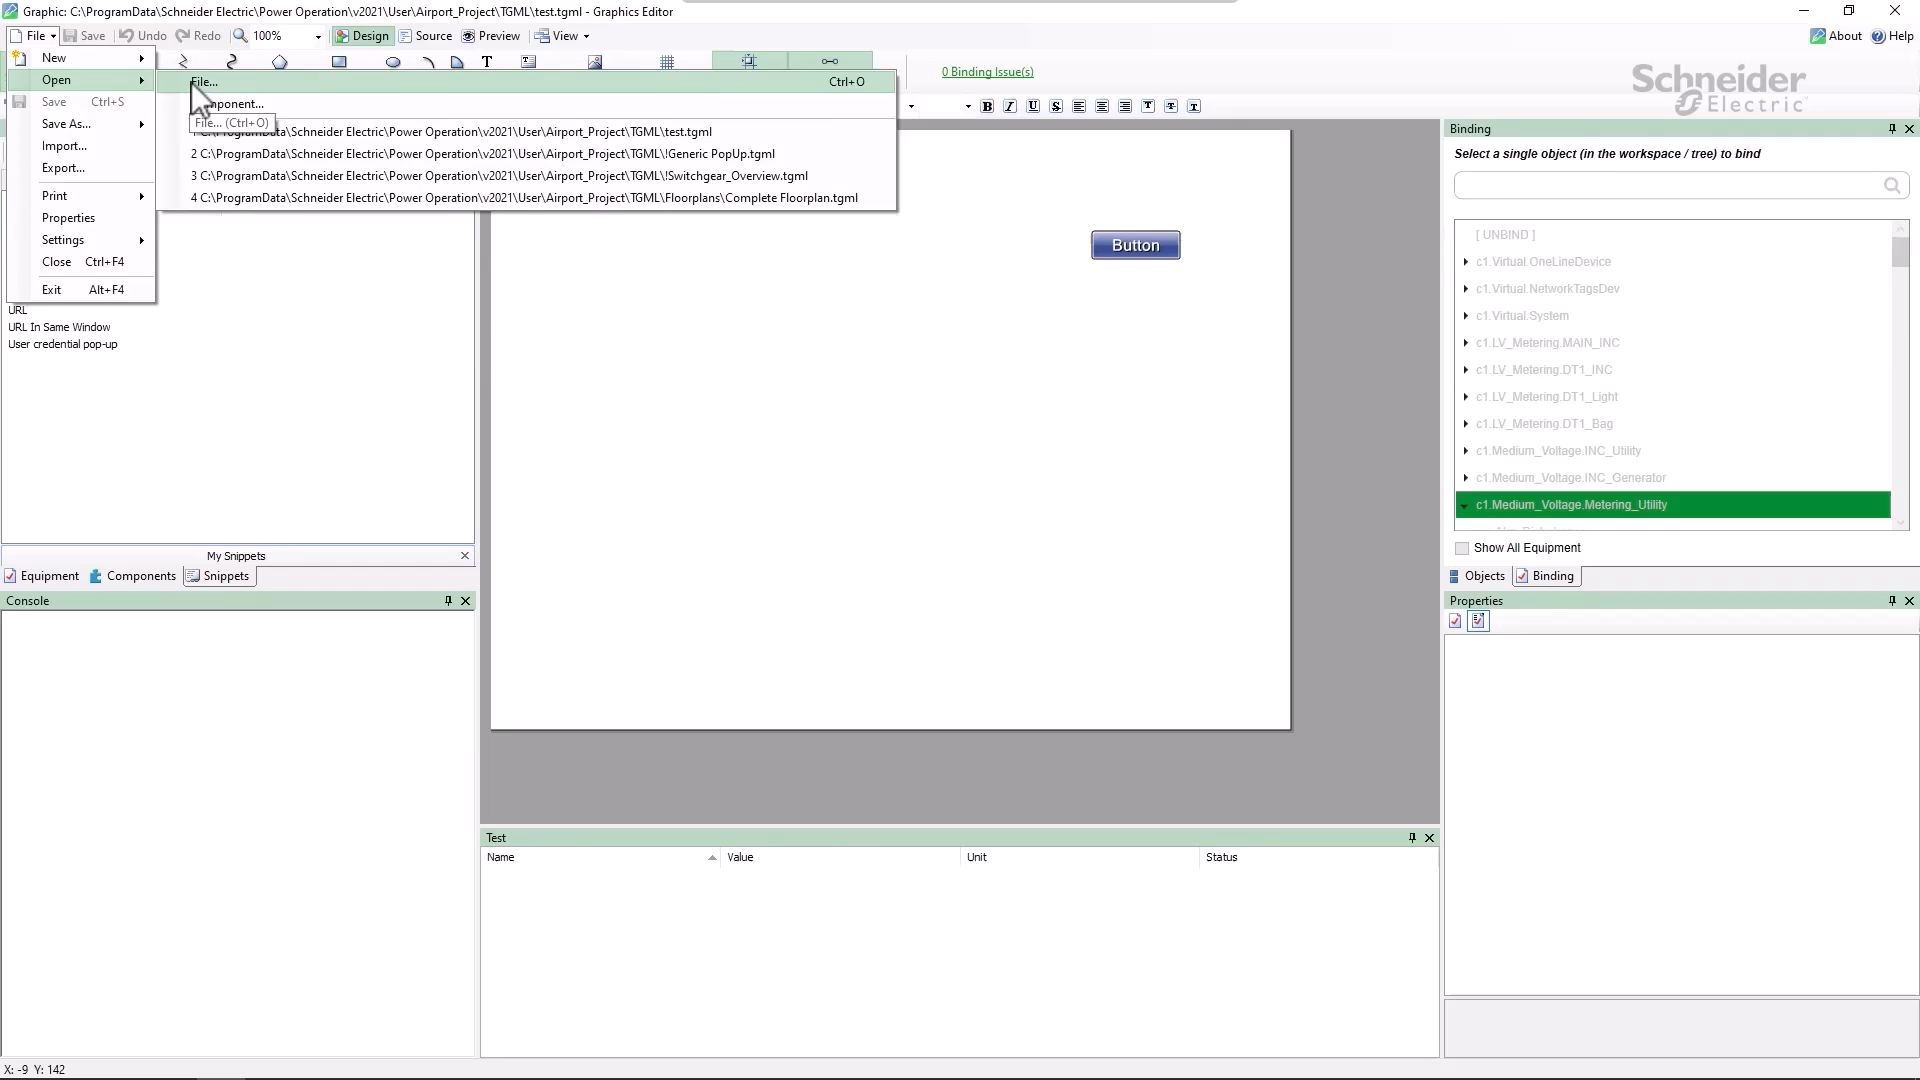 Graphic: C:\ProgramData\Schneider Electric\Power Operation\v2021\User\Airport_Project\TGML\test.tgml - Graphics Editor
File Save Undo Redo 100% Design Source Preview View About Help
New
Open
Save Ctrl+S
Save As...
Import...
Export...
Print
Properties
Settings
Close Ctrl+F4
Exit Alt+F4
File... Ctrl+O
mponent...
File... (Ctrl+O)
C:\ProgramData\Schneider Electric\Power Operation\v2021\User\Airport_Project\TGML\test.tgml
2 C:\ProgramData\Schneider Electric\Power Operation\v2021\User\Airport_Project\TGML\!Generic PopUp.tgml
3 C:\ProgramData\Schneider Electric\Power Operation\v2021\User\Airport_Project\TGML\!Switchgear_Overview.tgml
4 C:\ProgramData\Schneider Electric\Power Operation\v2021\User\Airport_Project\TGML\Floorplans\Complete Floorplan.tgml
0 Binding Issue(s)
B I U S
Schneider
Electric
URL
URL In Same Window
User credential pop-up
My Snippets
Equipment Components Snippets
Console
Button
Test
Name Value Unit Status
Binding
Select a single object (in the workspace / tree) to bind
[ UNBIND ]
c1.Virtual.OneLineDevice
c1.Virtual.NetworkTagsDev
c1.Virtual.System
c1.LV_Metering.MAIN_INC
c1.LV_Metering.DT1_INC
c1.LV_Metering.DT1_Light
c1.LV_Metering.DT1_Bag
c1.Medium_Voltage.INC_Utility
c1.Medium_Voltage.INC_Generator
c1.Medium_Voltage.Metering_Utility
Show All Equipment
Objects Binding
Properties
X: -9 Y: 142